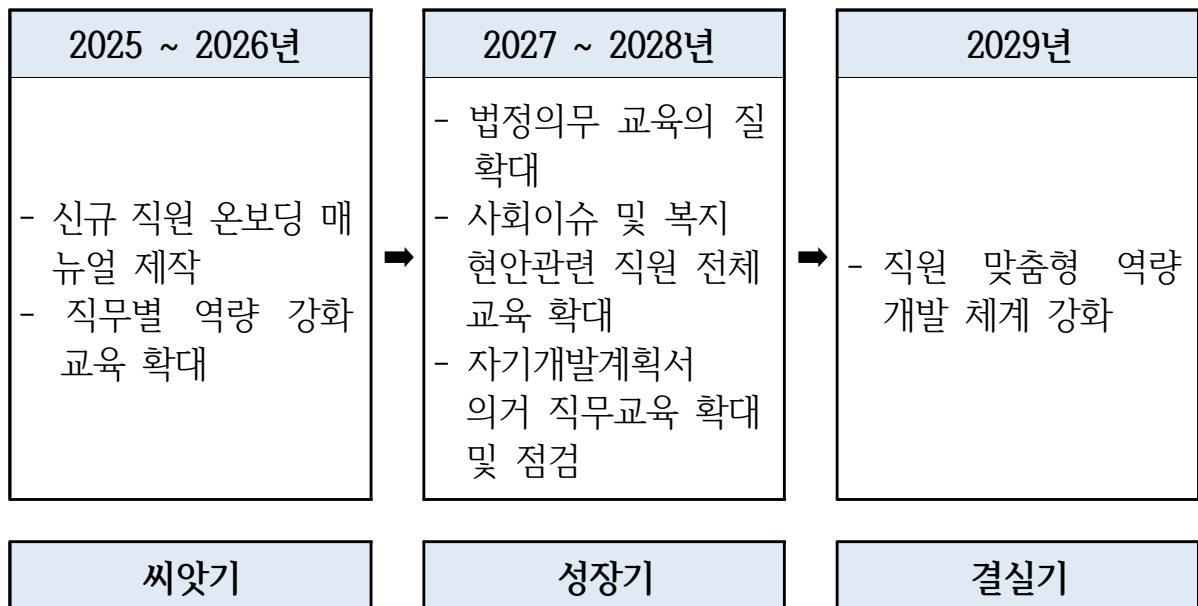 2025 ~ 2026년
- 신규 직원 온보딩 매
뉴얼 제작
- 직무별 역량 강화
교육 확대
➡
2027 ~ 2028년
- 법정의무 교육의 질
확대
- 사회이슈 및 복지
현안관련 직원 전체
교육 확대
- 자기개발계획서
의거 직무교육 확대
및 점검
➡
2029년
- 직원 맞춤형 역량
개발 체계 강화
씨앗기
성장기
결실기